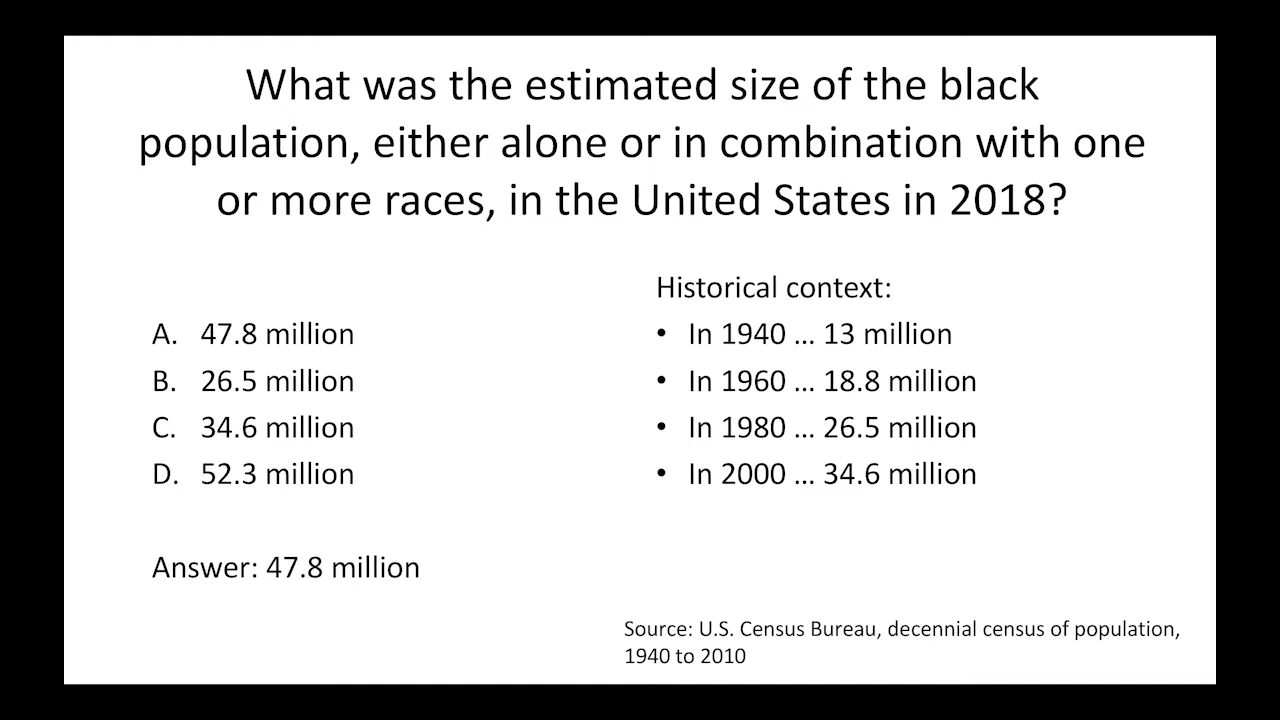 What was the estimated size of the black
population, either alone or in combination with one
or more races, in the United States in 2018?
A. 47.8 million
B. 26.5 million
C. 34.6 million
D. 52.3 million
Answer: 47.8 million
Historical context:
• In 1940 ... 13 million
• In 1960 ... 18.8 million
• In 1980 ... 26.5 million
• In 2000 ... 34.6 million
Source: U.S. Census Bureau, decennial census of population,
1940 to 2010